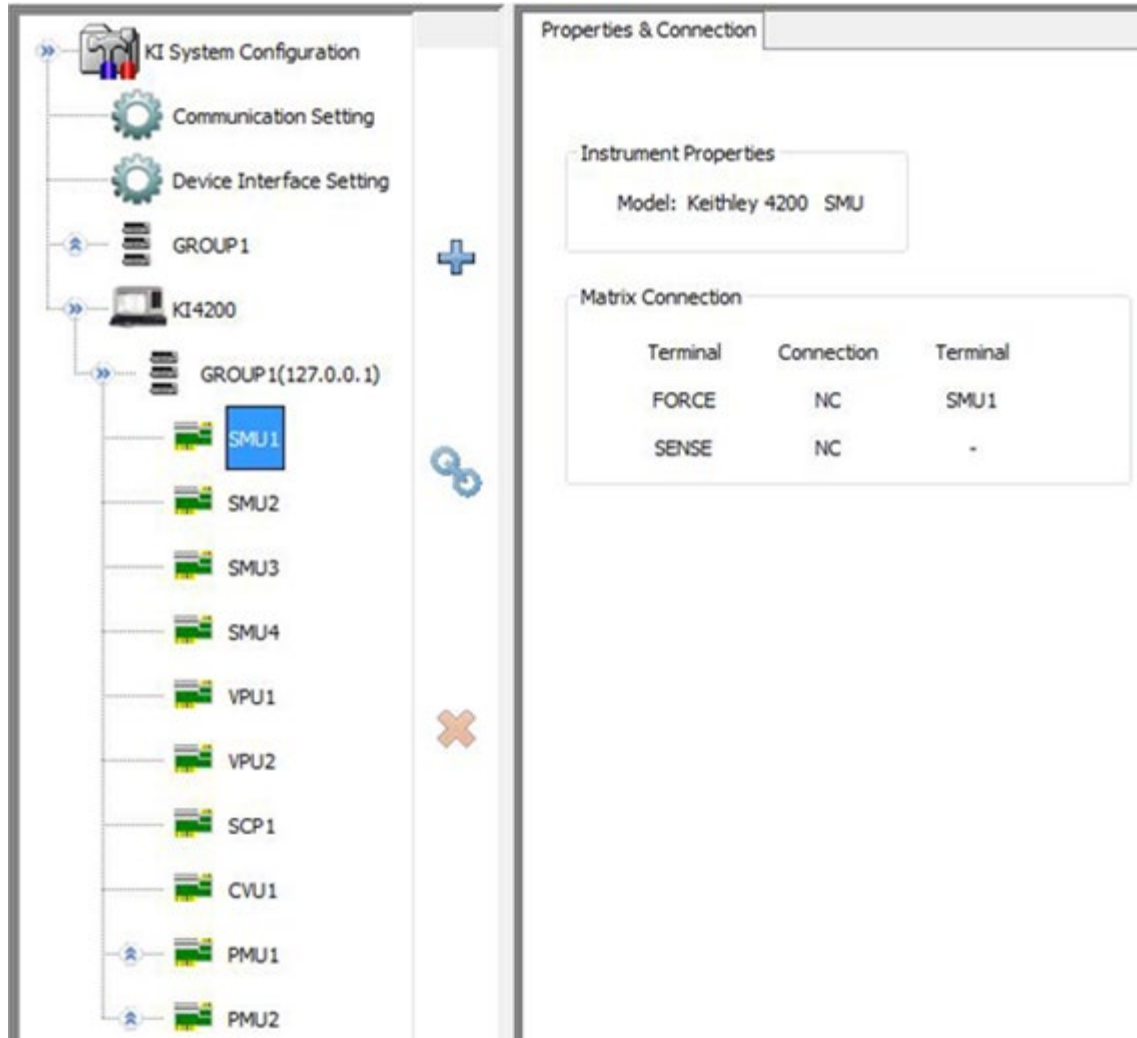 KI System Configuration
Communication Setting
Device Interface Setting
GROUP1
KI4200
GROUP1(127.0.0.1)
SMU1
SMU2
SMU3
SMU4
VPU1
VPU2
SCP1
CVU1
PMU1
PMU2
Properties & Connection
Instrument Properties
Model: Keithley 4200 SMU
Matrix Connection
Terminal Connection Terminal
FORCE NC SMU1
SENSE NC -